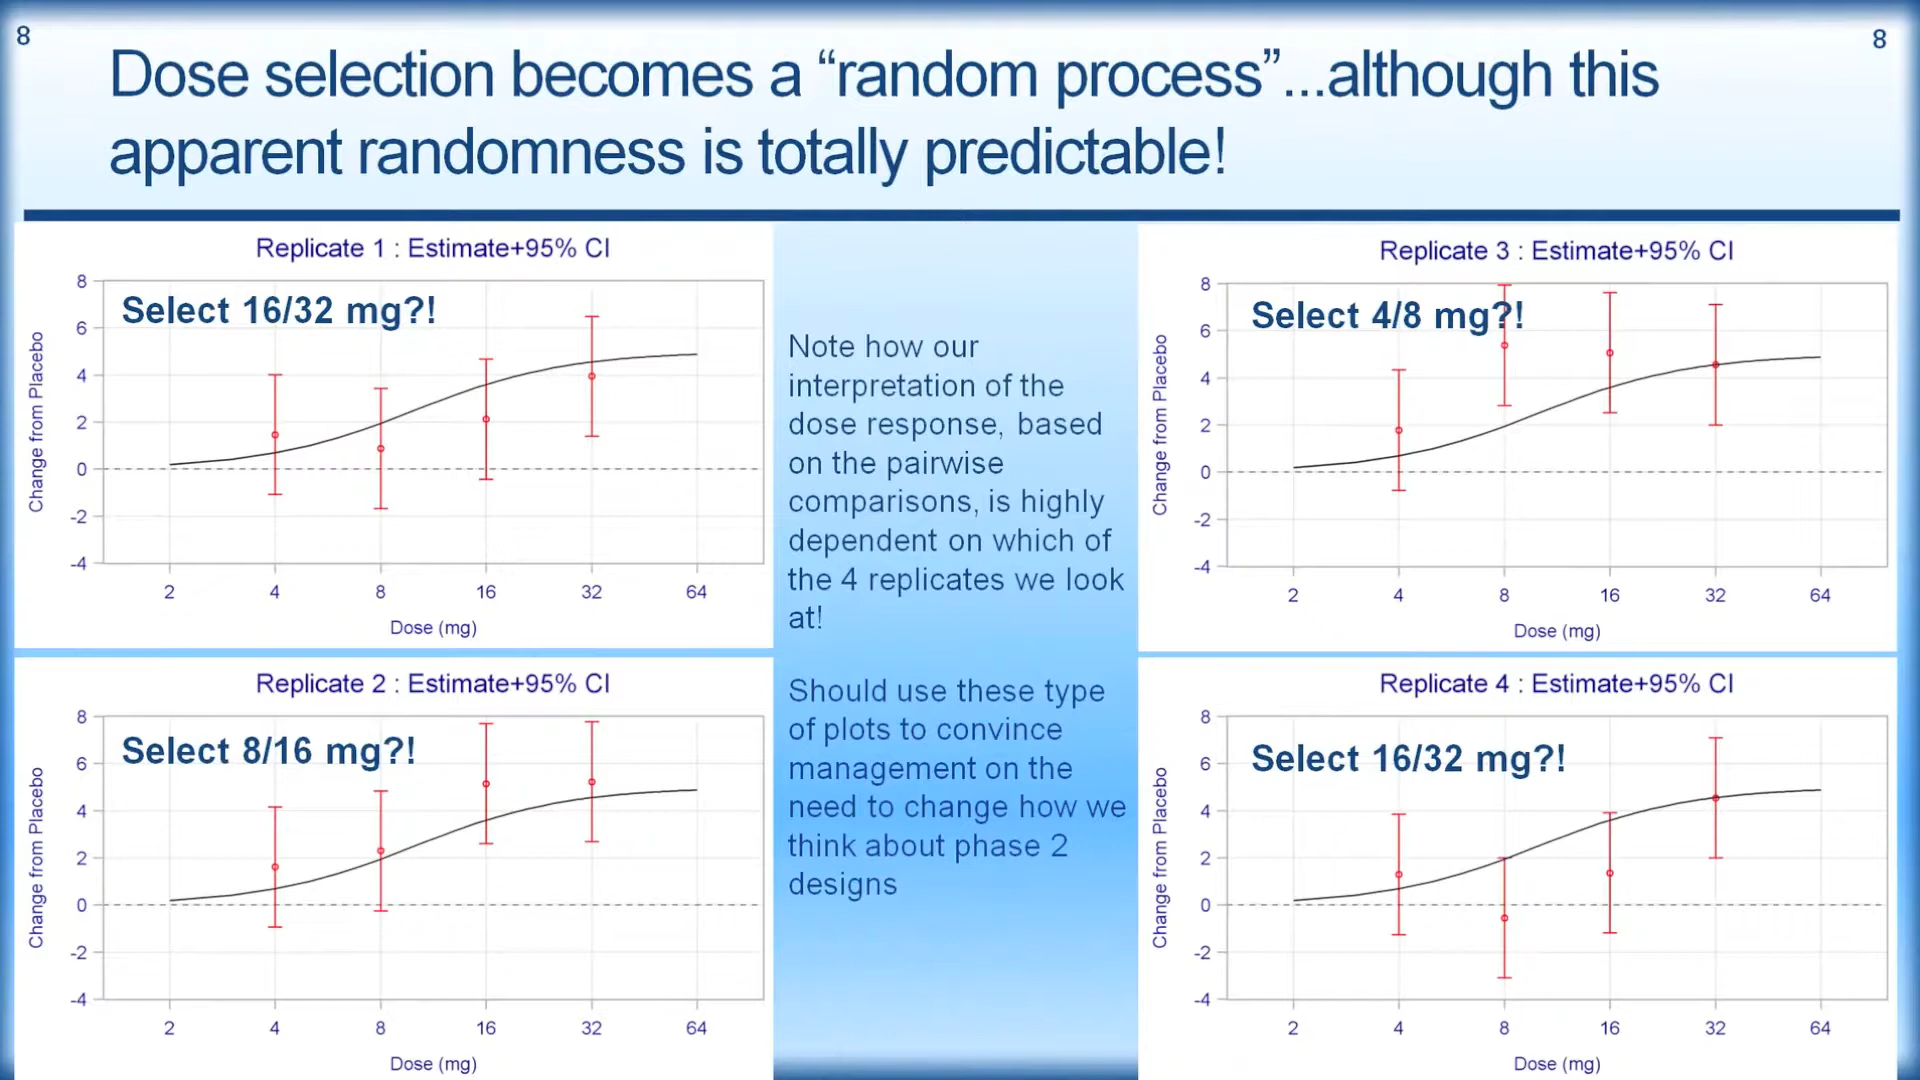 8
8
Dose selection becomes a “random process”...although this
apparent randomness is totally predictable!
Replicate 1 : Estimate+95% CI
Select 16/32 mg?!
Change from Placebo
8
6
4
2
0
-2
-4
2 4 8 16 32 64
Dose (mg)
Replicate 2 : Estimate+95% CI
Select 8/16 mg?!
Change from Placebo
8
6
4
2
0
-2
-4
2 4 8 16 32 64
Dose (mg)
Note how our
interpretation of the
dose response, based
on the pairwise
comparisons, is highly
dependent on which of
the 4 replicates we look
at!
Should use these type
of plots to convince
management on the
need to change how we
think about phase 2
designs
Replicate 3 : Estimate+95% CI
Select 4/8 mg?!
Change from Placebo
8
6
4
2
0
-2
-4
2 4 8 16 32 64
Dose (mg)
Replicate 4 : Estimate+95% CI
Select 16/32 mg?!
Change from Placebo
8
6
4
2
0
-2
-4
2 4 8 16 32 64
Dose (mg)